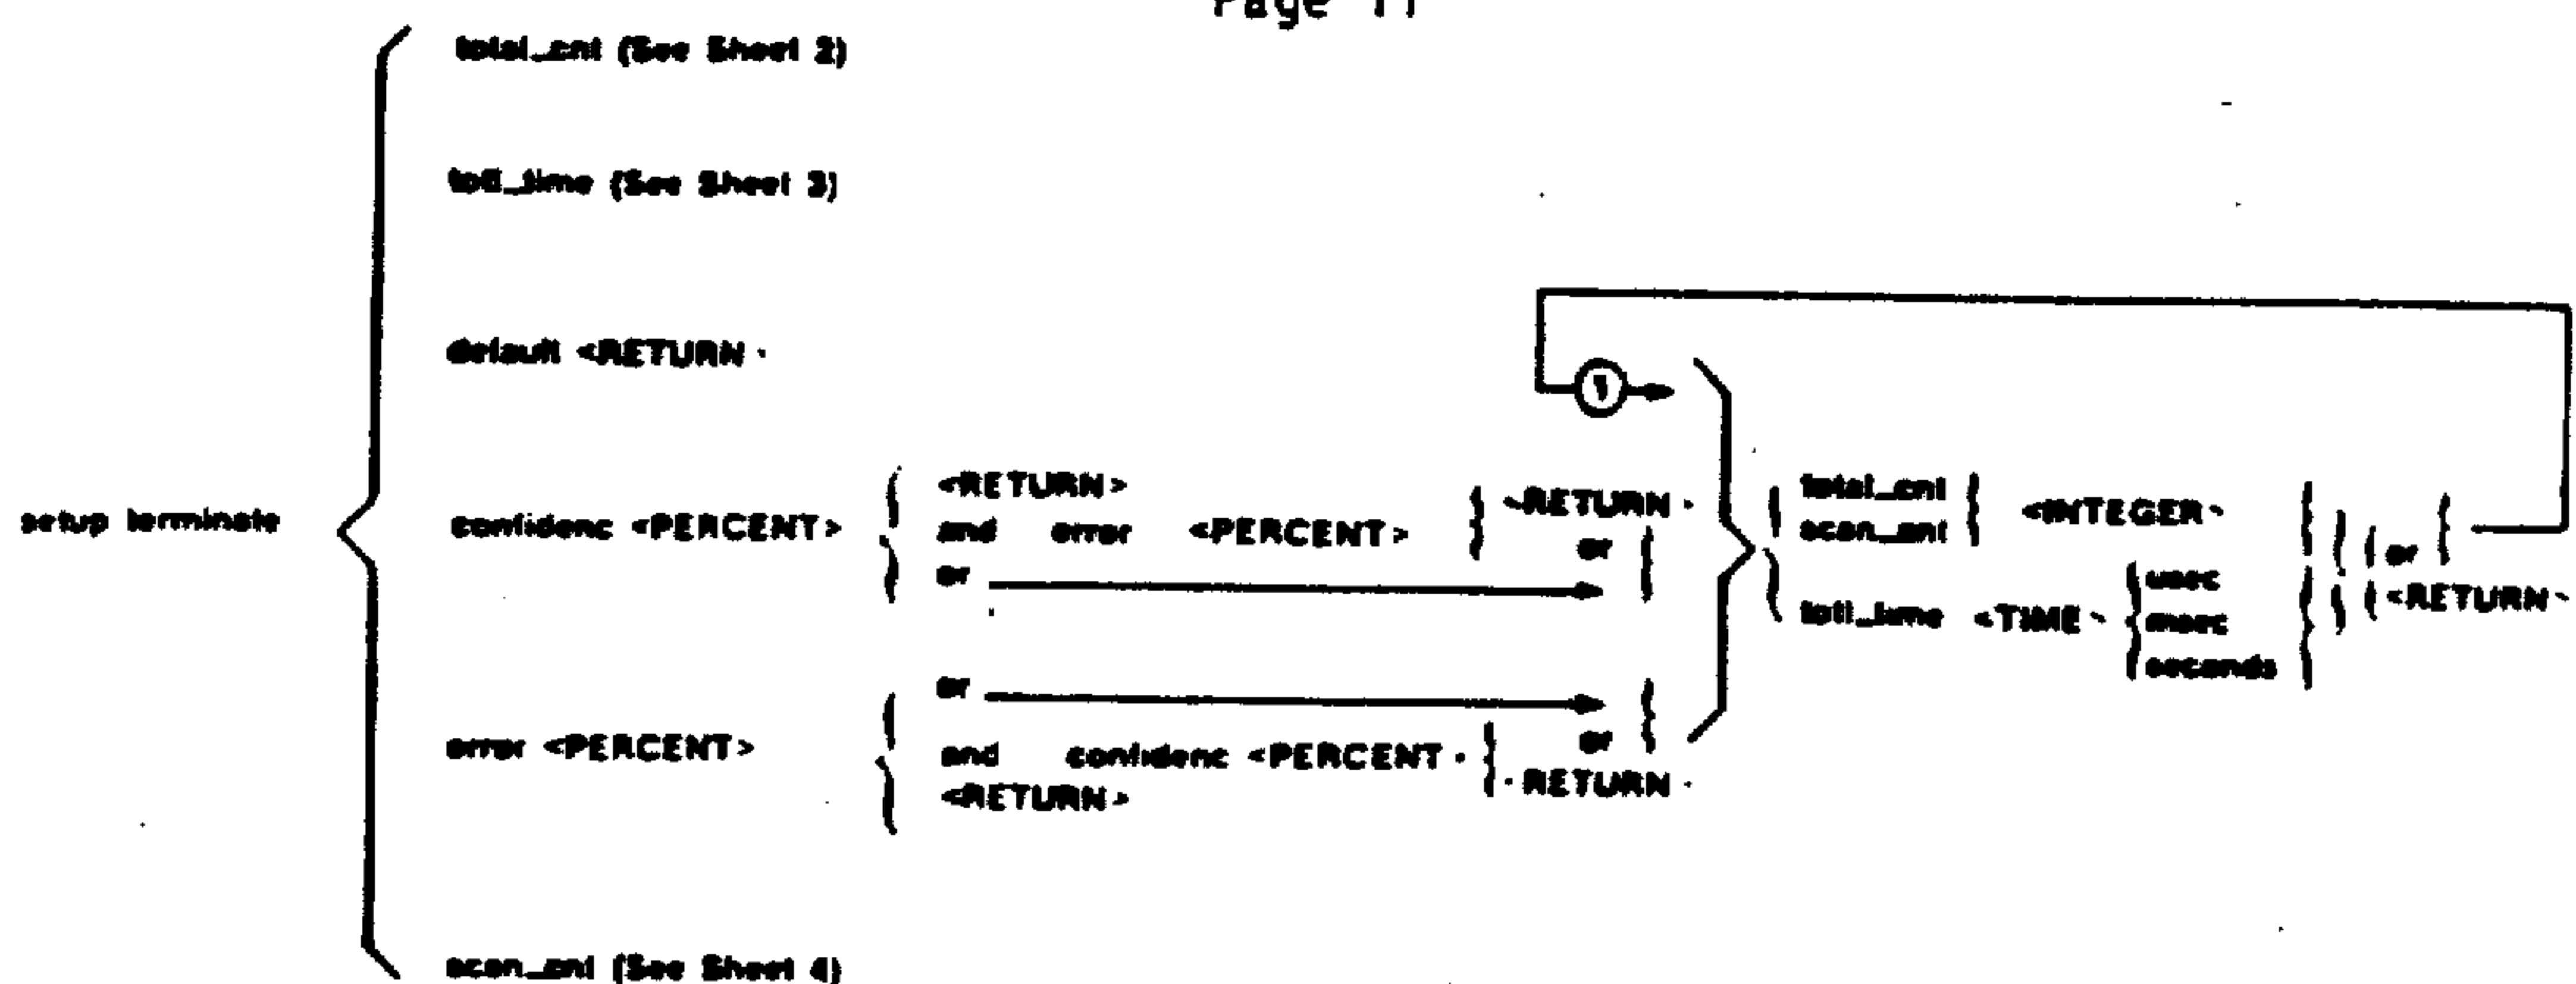 Page 11
total_cnt (See Sheet 2)
totl_time (See Sheet 3)
default <RETURN>
setup terminate
confidenc <PERCENT>
<RETURN>
and error <PERCENT>
or
<RETURN>
or
error <PERCENT>
or
and confidenc <PERCENT>
<RETURN>
or
<RETURN>
1
total_cnt
scan_cnt
<INTEGER>
totl_time <TIME>
usec
msec
seconds
or
<RETURN>
scan_cnt (See Sheet 4)